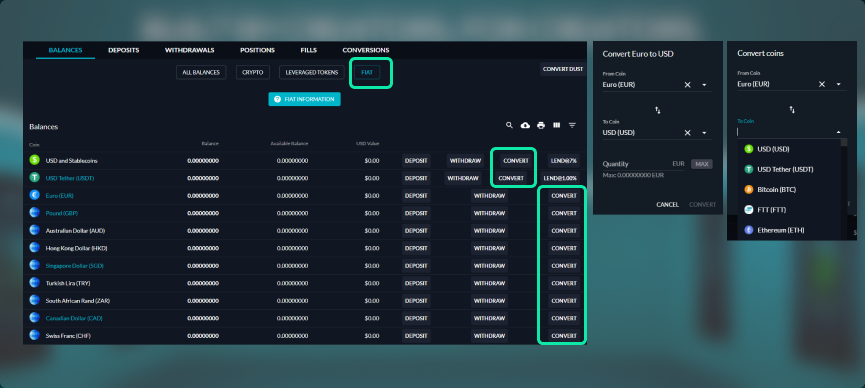 BALANCES DEPOSITS WITHDRAWALS POSITIONS FILLS CONVERSIONS
ALL BALANCES CRYPTO LEVERAGED TOKENS FIAT CONVERT DUST
FIAT INFORMATION
Balances
Coin Balance Available Balance USD Value
USD and Stablecoins 0.00000000 0.00000000 $0.00 DEPOSIT WITHDRAW CONVERT LEND@7%
USD Tether (USDT) 0.00000000 0.00000000 $0.00 DEPOSIT WITHDRAW CONVERT LEND@1.00%
Euro (EUR) 0.00000000 0.00000000 $0.00 DEPOSIT WITHDRAW CONVERT
Pound (GBP) 0.00000000 0.00000000 $0.00 DEPOSIT WITHDRAW CONVERT
Australian Dollar (AUD) 0.00000000 0.00000000 $0.00 DEPOSIT WITHDRAW CONVERT
Hong Kong Dollar (HKD) 0.00000000 0.00000000 $0.00 DEPOSIT WITHDRAW CONVERT
Singapore Dollar (SGD) 0.00000000 0.00000000 $0.00 DEPOSIT WITHDRAW CONVERT
Turkish Lira (TRY) 0.00000000 0.00000000 $0.00 DEPOSIT WITHDRAW CONVERT
South African Rand (ZAR) 0.00000000 0.00000000 $0.00 DEPOSIT WITHDRAW CONVERT
Canadian Dollar (CAD) 0.00000000 0.00000000 $0.00 DEPOSIT WITHDRAW CONVERT
Swiss Franc (CHF) 0.00000000 0.00000000 $0.00 DEPOSIT WITHDRAW CONVERT
Convert Euro to USD
From Coin
Euro (EUR)
To Coin
USD (USD)
Quantity EUR MAX
Max: 0.00000000 EUR
CANCEL CONVERT
Convert coins
From Coin
Euro (EUR)
To Coin
USD (USD)
USD Tether (USDT)
Bitcoin (BTC)
FTT (FTT)
Ethereum (ETH)